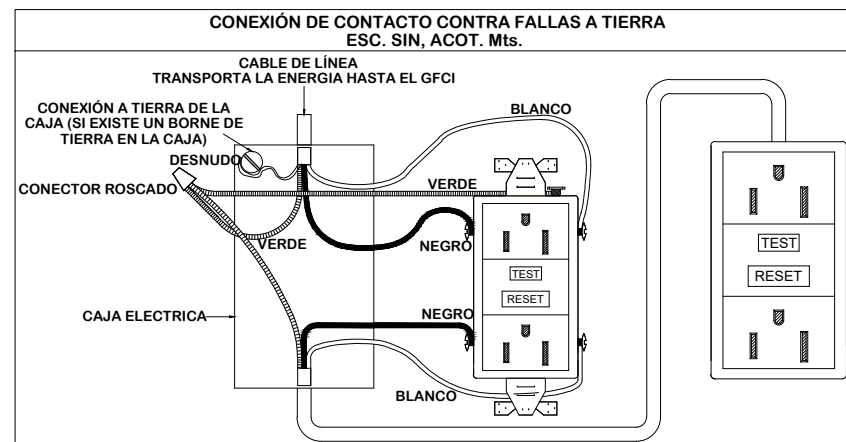 CONEXIÓN DE CONTACTO CONTRA FALLAS A TIERRA
ESC. SIN, ACOT. Mts.
CABLE DE LÍNEA
TRANSPORTA LA ENERGIA HASTA EL GFCI
CONEXIÓN A TIERRA DE LA
CAJA (SI EXISTE UN BORNE DE
TIERRA EN LA CAJA)
BLANCO
DESNUDO
CONECTOR ROSCADO
VERDE
VERDE
NEGRO
TEST
RESET
TEST
RESET
CAJA ELECTRICA
NEGRO
BLANCO